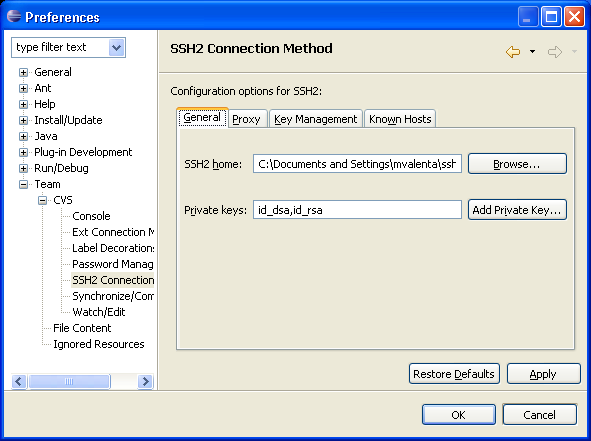 Preferences
type filter text
General
Ant
Help
Install/Update
Java
Plug-in Development
Run/Debug
Team
CVS
Console
Ext Connection M
Label Decorations
Password Manag
SSH2 Connection
Synchronize/Com
Watch/Edit
File Content
Ignored Resources
SSH2 Connection Method
Configuration options for SSH2:
General Proxy Key Management Known Hosts
SSH2 home: C:\Documents and Settings\mvalenta\ssh Browse...
Private keys: id_dsa,id_rsa Add Private Key...
Restore Defaults Apply
OK Cancel